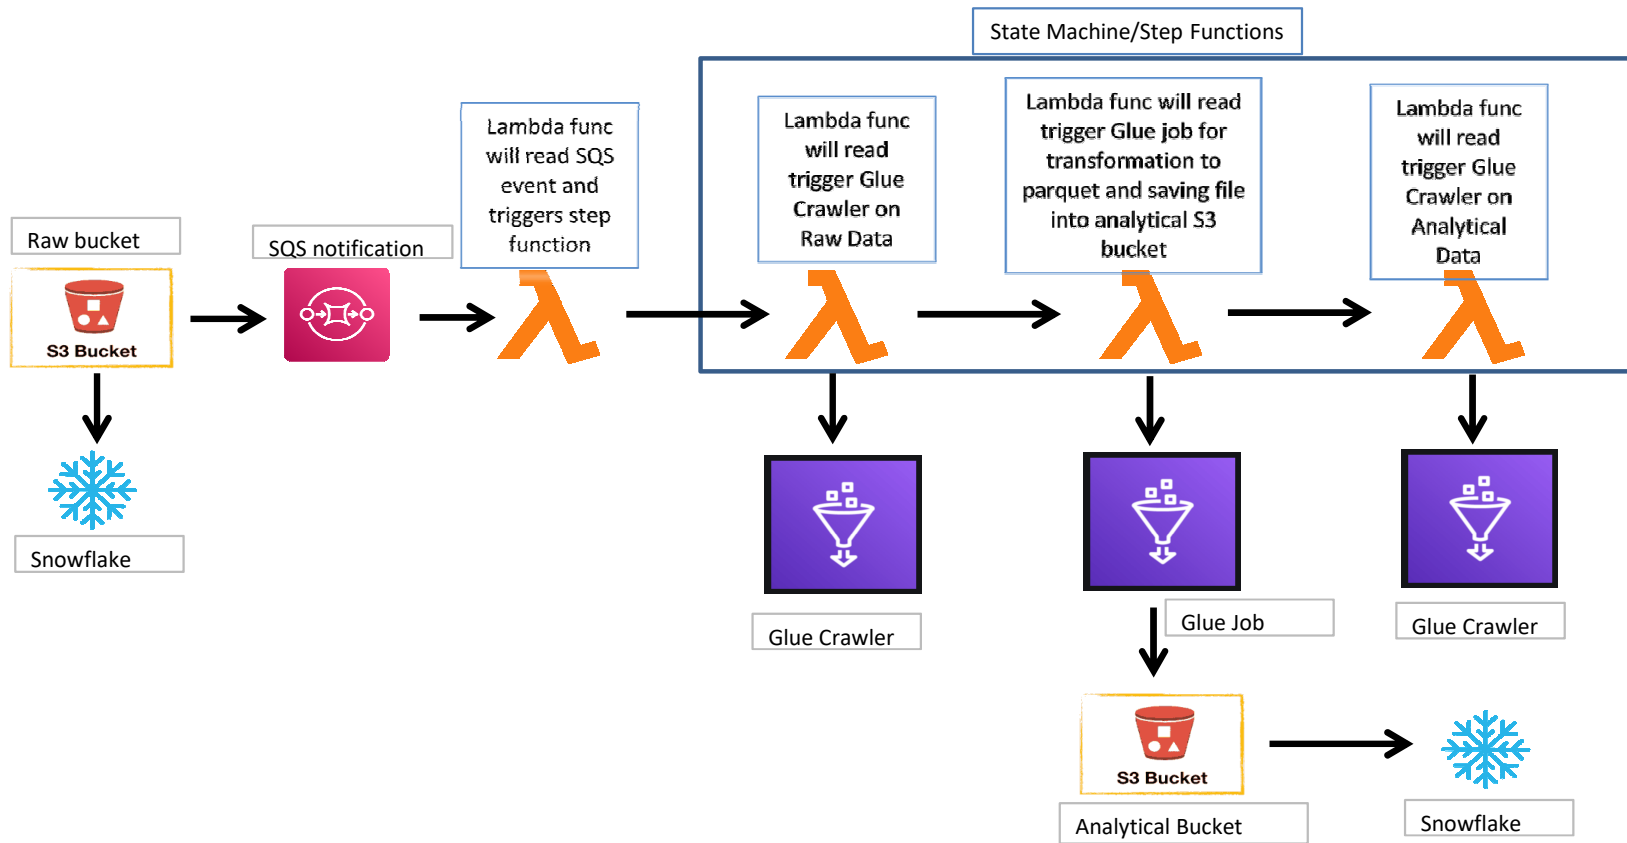 State Machine/Step Functions
Lambda func
will read SQS
event and
triggers step
function
Lambda func
will read
trigger Glue
Crawler on
Raw Data
Lambda func will read
trigger Glue job for
transformation to
parquet and saving file
into analytical S3
bucket
Lambda func
will read
trigger Glue
Crawler on
Analytical
Data
Raw bucket
SQS notification
S3 Bucket
Snowflake
Glue Crawler
Glue Job
Glue Crawler
S3 Bucket
Analytical Bucket
Snowflake